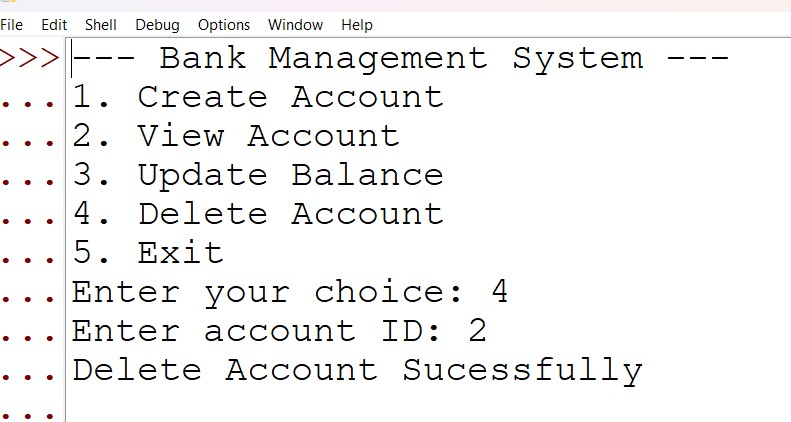 File Edit Shell Debug Options Window Help
>>> --- Bank Management System ---
... 1. Create Account
... 2. View Account
... 3. Update Balance
... 4. Delete Account
... 5. Exit
... Enter your choice: 4
... Enter account ID: 2
... Delete Account Sucessfully
...